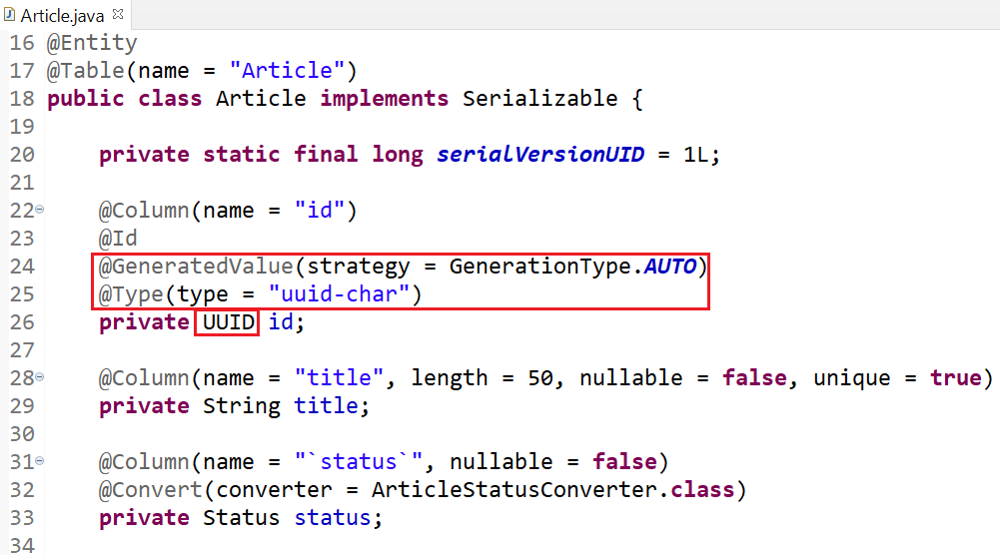 Article.java
16 @Entity
17 @Table(name = "Article")
18 public class Article implements Serializable {
19
20     private static final long serialVersionUID = 1L;
21
22     @Column(name = "id")
23     @Id
24     @GeneratedValue(strategy = GenerationType.AUTO)
25     @Type(type = "uuid-char")
26     private UUID id;
27
28     @Column(name = "title", length = 50, nullable = false, unique = true)
29     private String title;
30
31     @Column(name = "`status`", nullable = false)
32     @Convert(converter = ArticleStatusConverter.class)
33     private Status status;
34